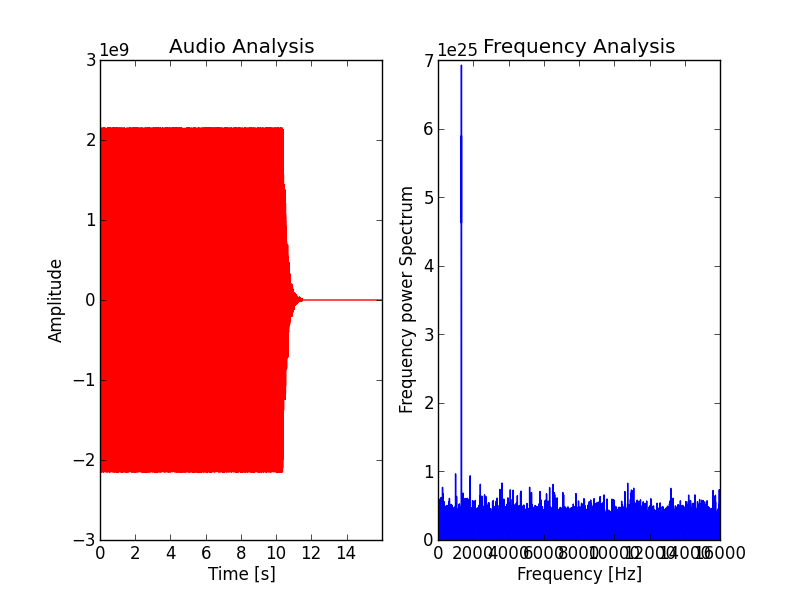 Audio Analysis
1e9
3
2
1
0
−1
−2
−3
Amplitude
0 2 4 6 8 10 12 14
Time [s]
Frequency Analysis
1e25
7
6
5
4
3
2
1
0
Frequency power Spectrum
0 2000 4000 6000 8000 10000 12000 14000 16000
Frequency [Hz]